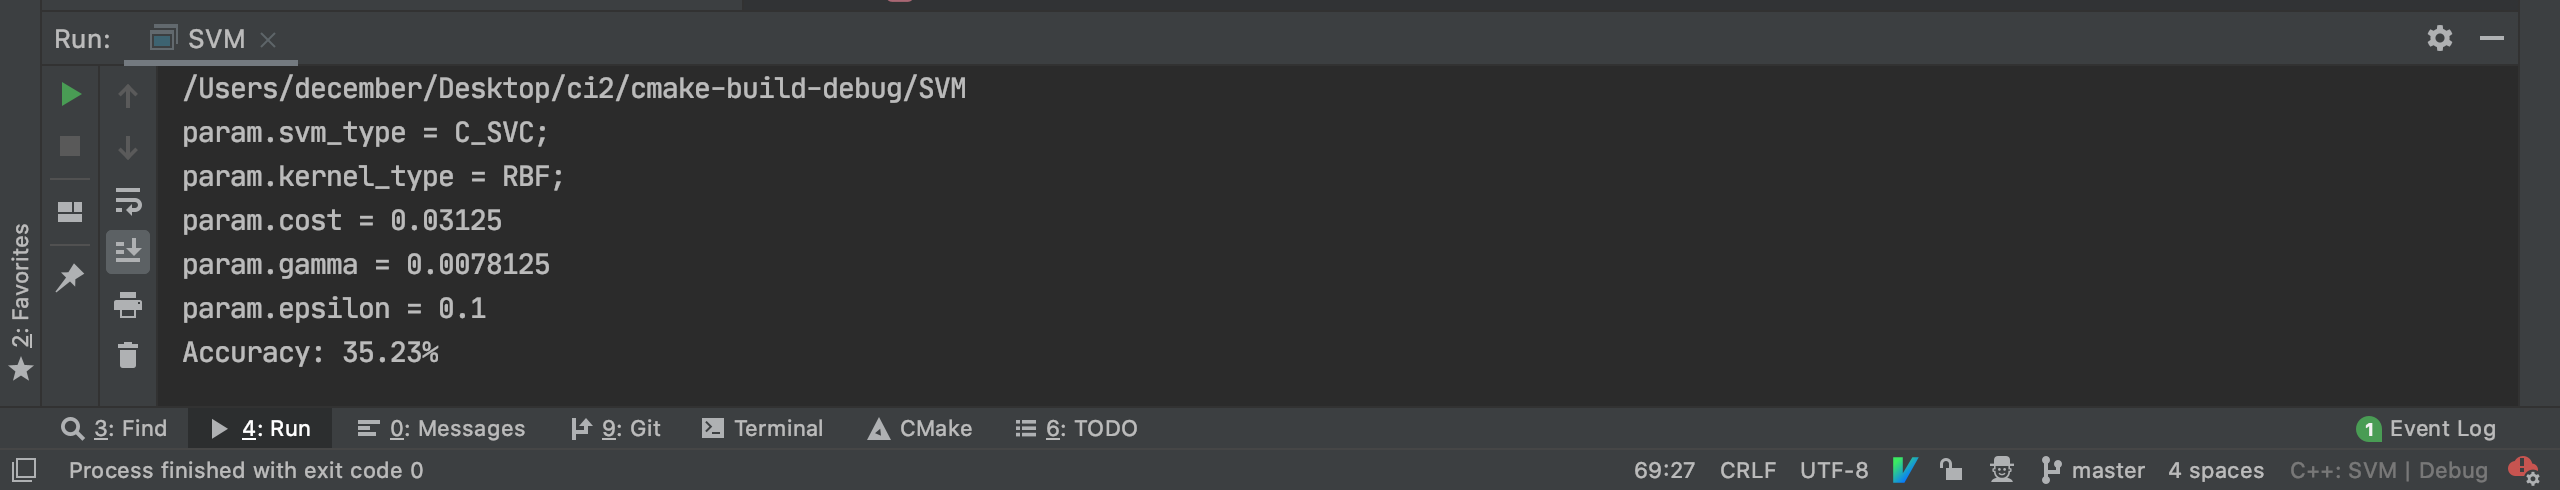 Run: SVM
/Users/december/Desktop/ci2/cmake-build-debug/SVM
param.svm_type = C_SVC;
param.kernel_type = RBF;
param.cost = 0.03125
param.gamma = 0.0078125
param.epsilon = 0.1
Accuracy: 35.23%
2: Favorites
3: Find 4: Run 0: Messages 9: Git Terminal CMake 6: TODO 1 Event Log
Process finished with exit code 0 69:27 CRLF UTF-8 master 4 spaces C++: SVM | Debug